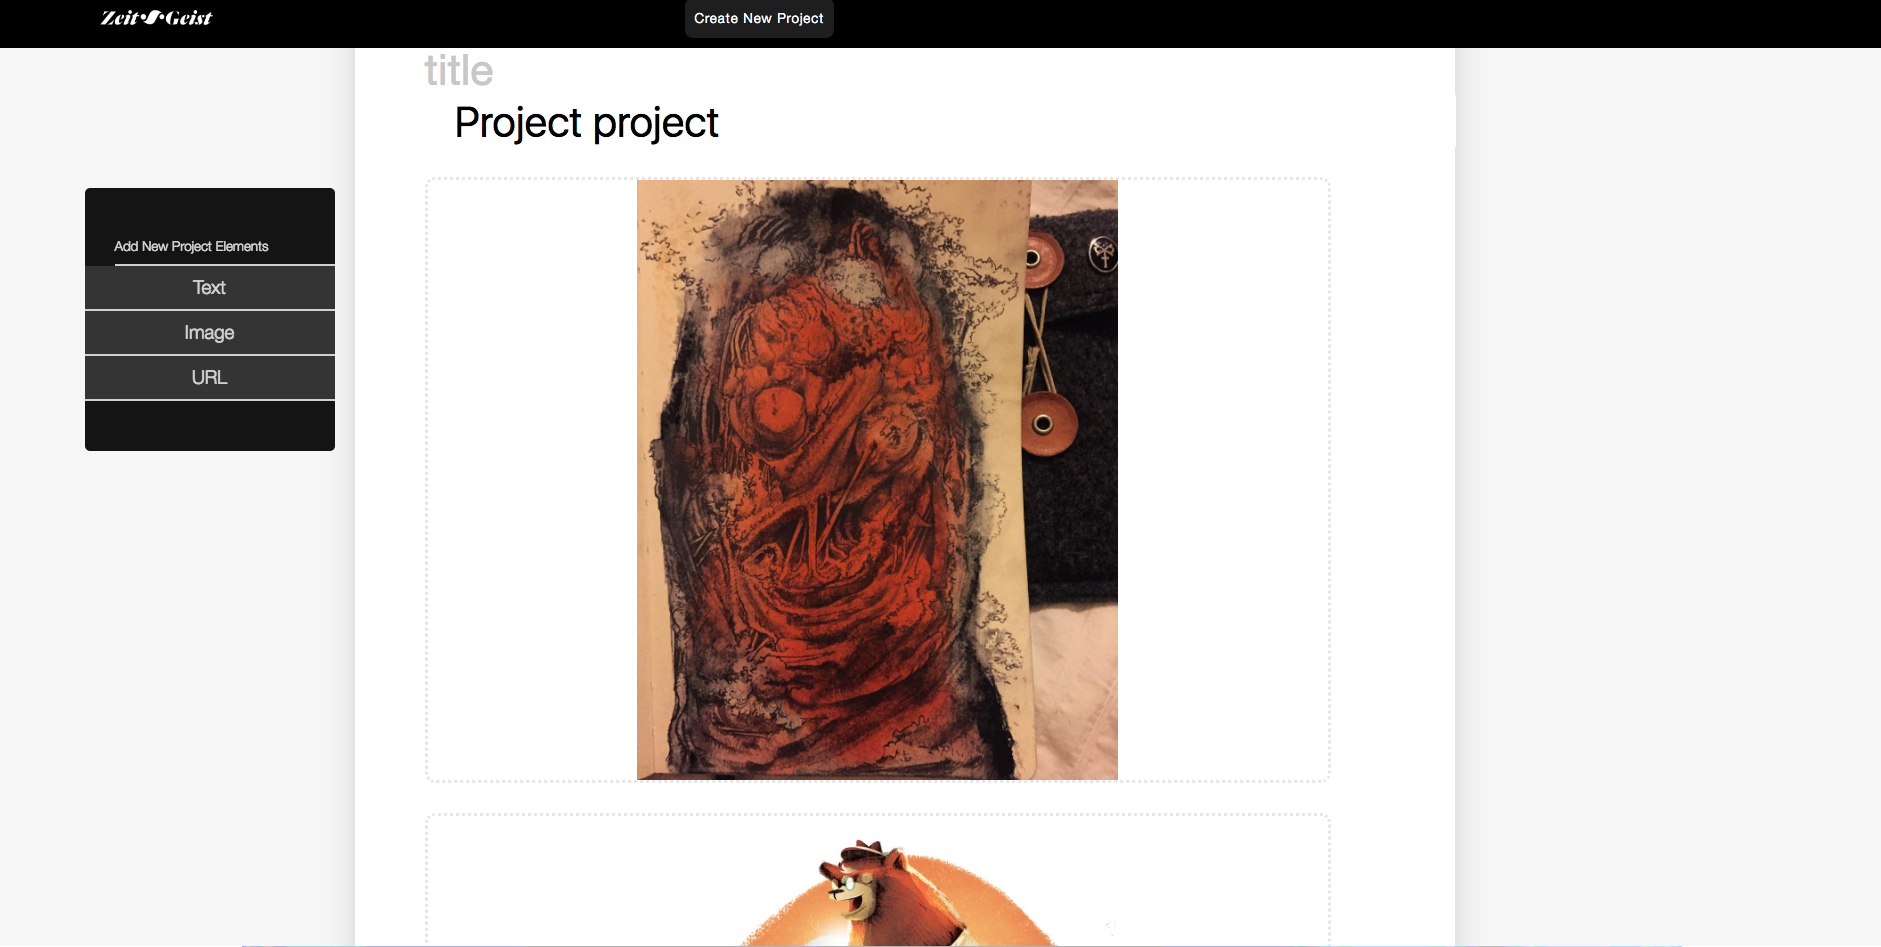 Zeit Geist
Create New Project
title
Project project
Add New Project Elements
Text
Image
URL